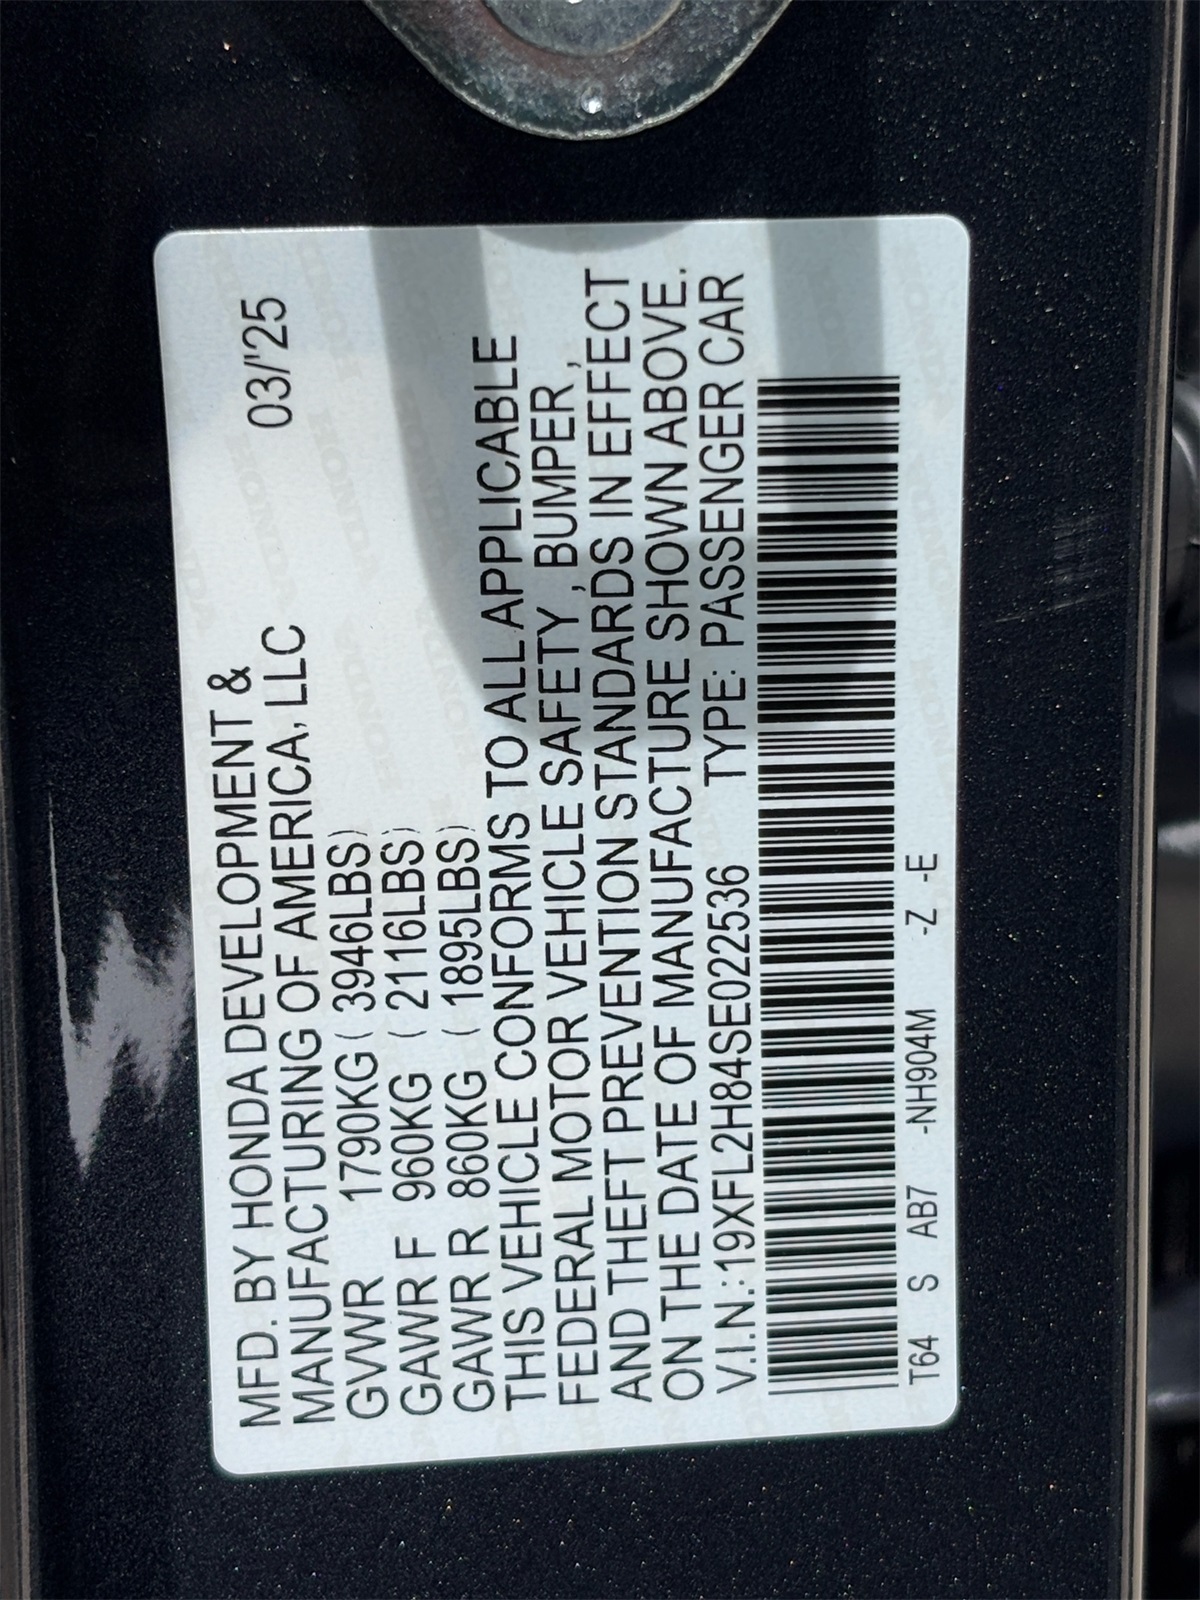 MFD. BY HONDA DEVELOPMENT &
MANUFACTURING OF AMERICA, LLC 03/'25
GVWR 1790KG ( 3946LBS)
GAWR F 960KG ( 2116LBS)
GAWR R 860KG ( 1895LBS)
THIS VEHICLE CONFORMS TO ALL APPLICABLE
FEDERAL MOTOR VEHICLE SAFETY , BUMPER ,
AND THEFT PREVENTION STANDARDS IN EFFECT
ON THE DATE OF MANUFACTURE SHOWN ABOVE.
V.I.N.:19XFL2H84SE022536 TYPE: PASSENGER CAR
T64 S AB7 -NH904M -Z -E